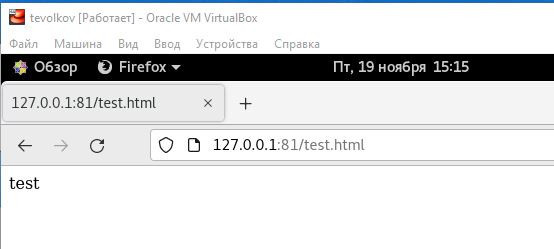 tevolkov [Работает] - Oracle VM VirtualBox
Файл Машина Вид Ввод Устройства Справка
Обзор Firefox Пт, 19 ноября 15:15
127.0.0.1:81/test.html
127.0.0.1:81/test.html
test